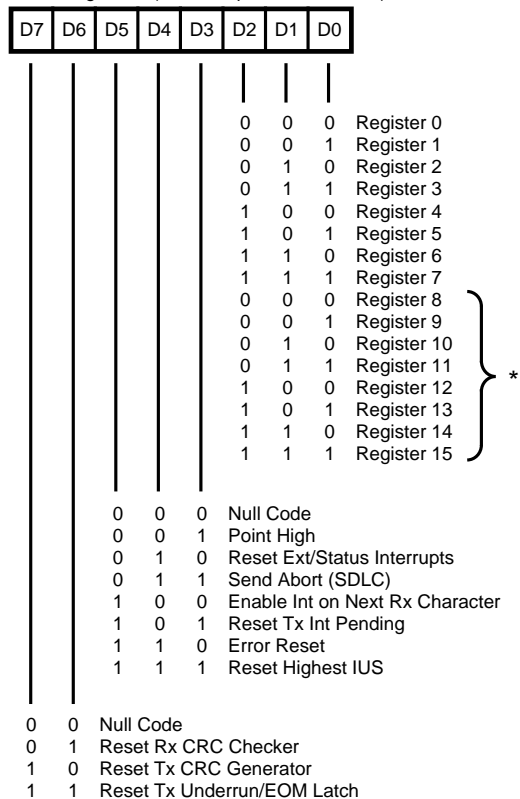 D7 D6 D5 D4 D3 D2 D1 D0
0 0 0 Register 0
0 0 1 Register 1
0 1 0 Register 2
0 1 1 Register 3
1 0 0 Register 4
1 0 1 Register 5
1 1 0 Register 6
1 1 1 Register 7
0 0 0 Register 8
0 0 1 Register 9
0 1 0 Register 10
0 1 1 Register 11
1 0 0 Register 12
1 0 1 Register 13
1 1 0 Register 14
1 1 1 Register 15
*
0 0 0 Null Code
0 0 1 Point High
0 1 0 Reset Ext/Status Interrupts
0 1 1 Send Abort (SDLC)
1 0 0 Enable Int on Next Rx Character
1 0 1 Reset Tx Int Pending
1 1 0 Error Reset
1 1 1 Reset Highest IUS
0 0 Null Code
0 1 Reset Rx CRC Checker
1 0 Reset Tx CRC Generator
1 1 Reset Tx Underrun/EOM Latch